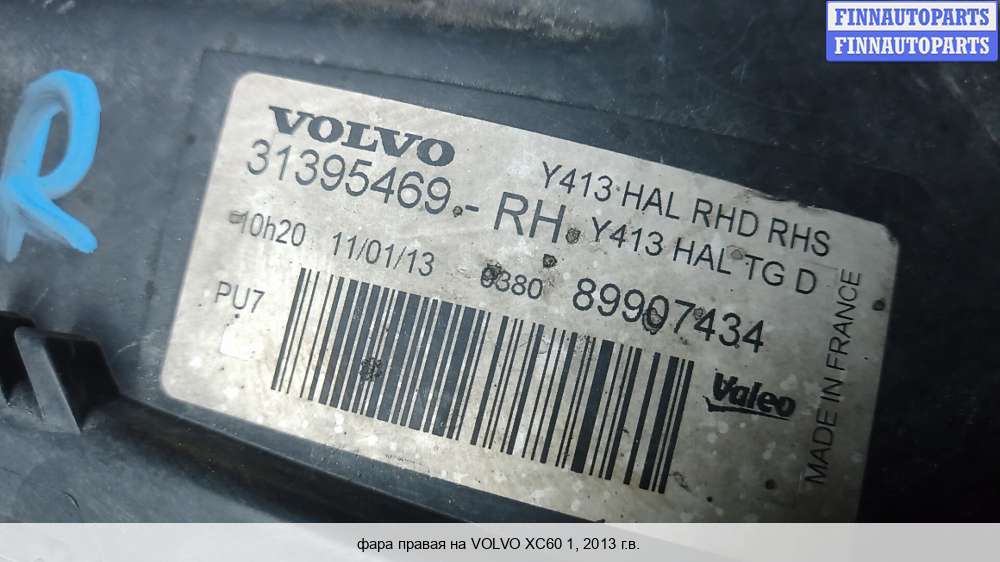 FINNAUTOPARTS
FINNAUTOPARTS
R
VOLVO
31395469.- RH.
Y413 HAL RHD RHS
Y413 HAL TG D
10h20 11/01/13 0380 89907434
PU7
Valeo
MADE IN FRANCE
фара правая на VOLVO XC60 1, 2013 г.в.